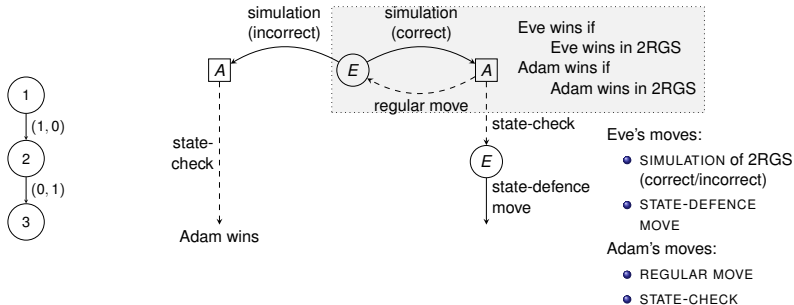 1
(1, 0)
2
(0, 1)
3
simulation
(incorrect)
simulation
(correct)
A
E
A
regular move
Eve wins if
Eve wins in 2RGS
Adam wins if
Adam wins in 2RGS
state-
check
state-check
E
state-defence
move
Adam wins
Eve's moves:
SIMULATION of 2RGS
(correct/incorrect)
STATE-DEFENCE
MOVE
Adam's moves:
REGULAR MOVE
STATE-CHECK